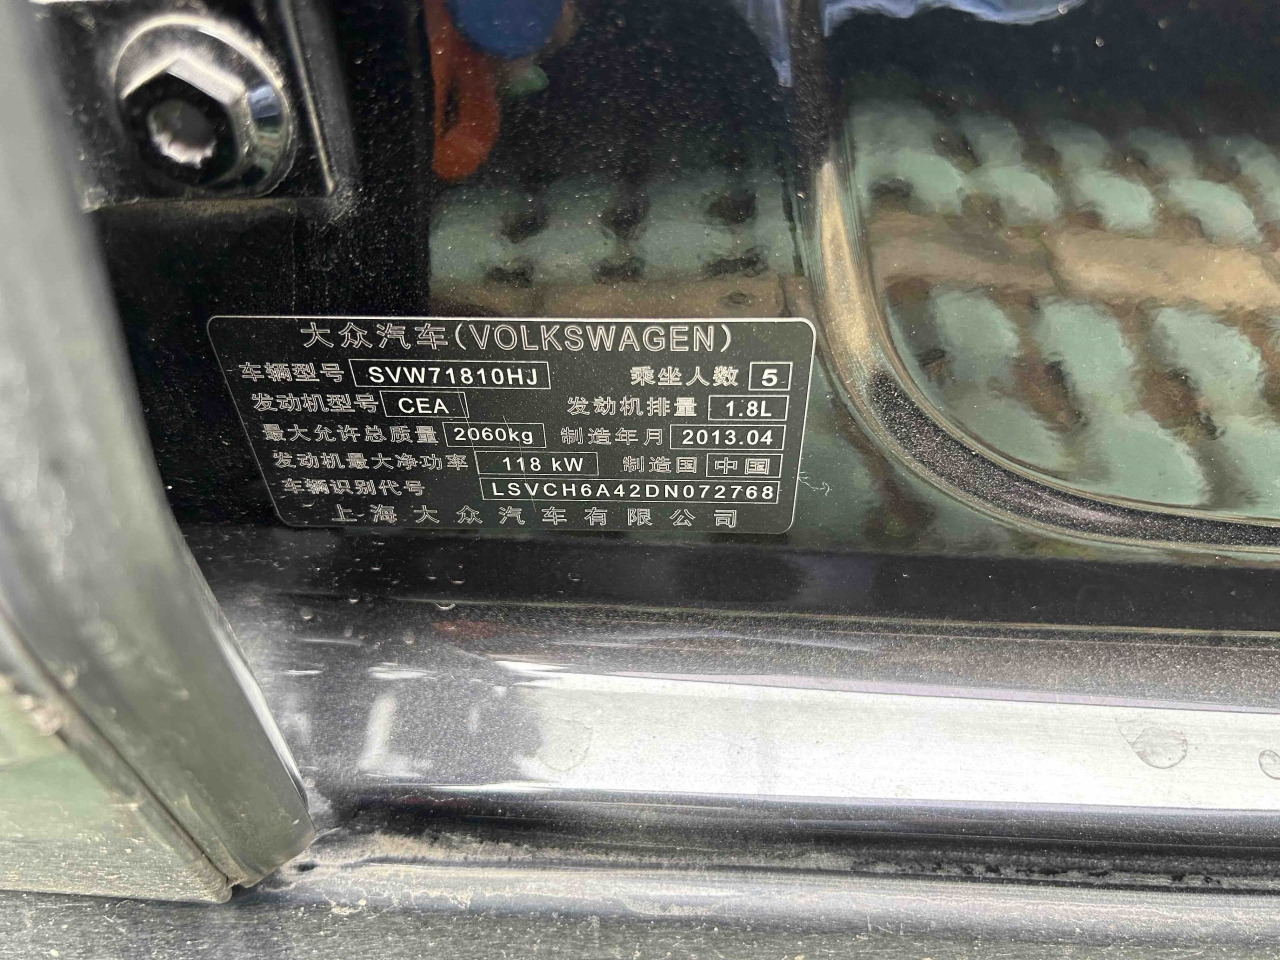 大众汽车(VOLKSWAGEN)
车辆型号 SVW71810HJ 乘坐人数 5
发动机型号 CEA 发动机排量 1.8L
最大允许总质量 2060kg 制造年月 2013.04
发动机最大净功率 118 kW 制造国 中国
车辆识别代号 LSVCH6A42DN072768
上海大众汽车有限公司